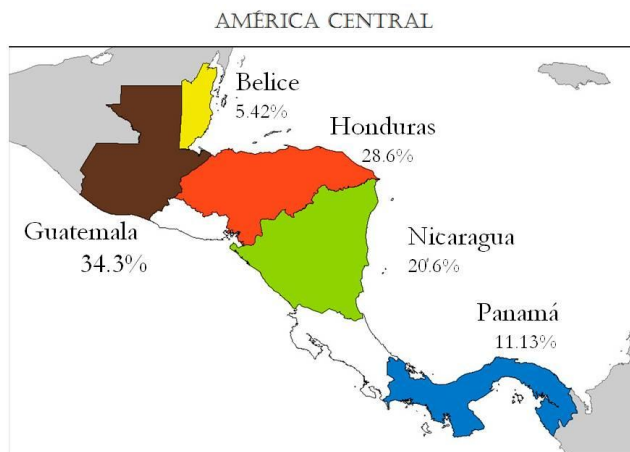 AMÉRICA CENTRAL
Belice
5.42%
Honduras
28.6%
Guatemala
34.3%
Nicaragua
20.6%
Panamá
11.13%